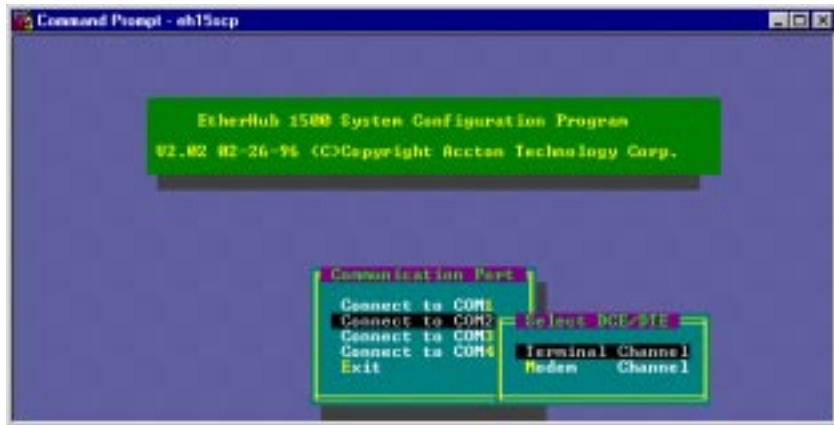 Command Prompt - eh15scp
EtherHub 1500 System Configuration Program
V2.02 02-26-96 (C)Copyright Accton Technology Corp.
Communication Port
Connect to COM1
Connect to COM2
Connect to COM3
Connect to COM4
Exit
Select DCE/DTE
Terminal Channel
Modem Channel